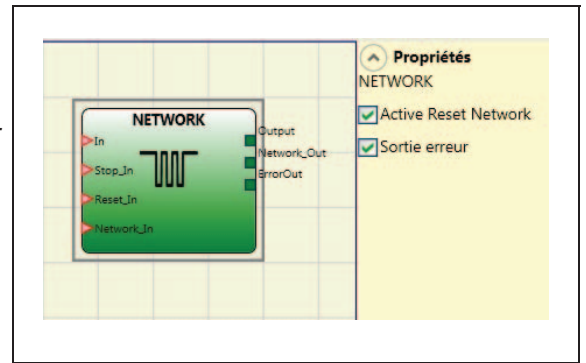 NETWORK
In
Stop_In
Reset_In
Network_In
Output
Network_Out
ErrorOut
Propriétés
NETWORK
Active Reset Network
Sortie erreur